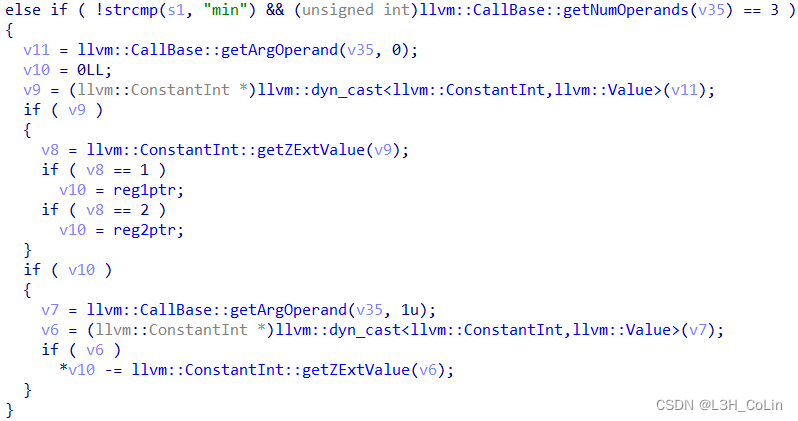 else if ( !strcmp(s1, "min") && (unsigned int)llvm::CallBase::getNumOperands(v35) == 3 )
{
  v11 = llvm::CallBase::getArgOperand(v35, 0);
  v10 = 0LL;
  v9 = (llvm::ConstantInt *)llvm::dyn_cast<llvm::ConstantInt,llvm::Value>(v11);
  if ( v9 )
  {
    v8 = llvm::ConstantInt::getZExtValue(v9);
    if ( v8 == 1 )
      v10 = reg1ptr;
    if ( v8 == 2 )
      v10 = reg2ptr;
  }
  if ( v10 )
  {
    v7 = llvm::CallBase::getArgOperand(v35, 1u);
    v6 = (llvm::ConstantInt *)llvm::dyn_cast<llvm::ConstantInt,llvm::Value>(v7);
    if ( v6 )
      *v10 -= llvm::ConstantInt::getZExtValue(v6);
  }
}
CSDN @L3H_CoLin